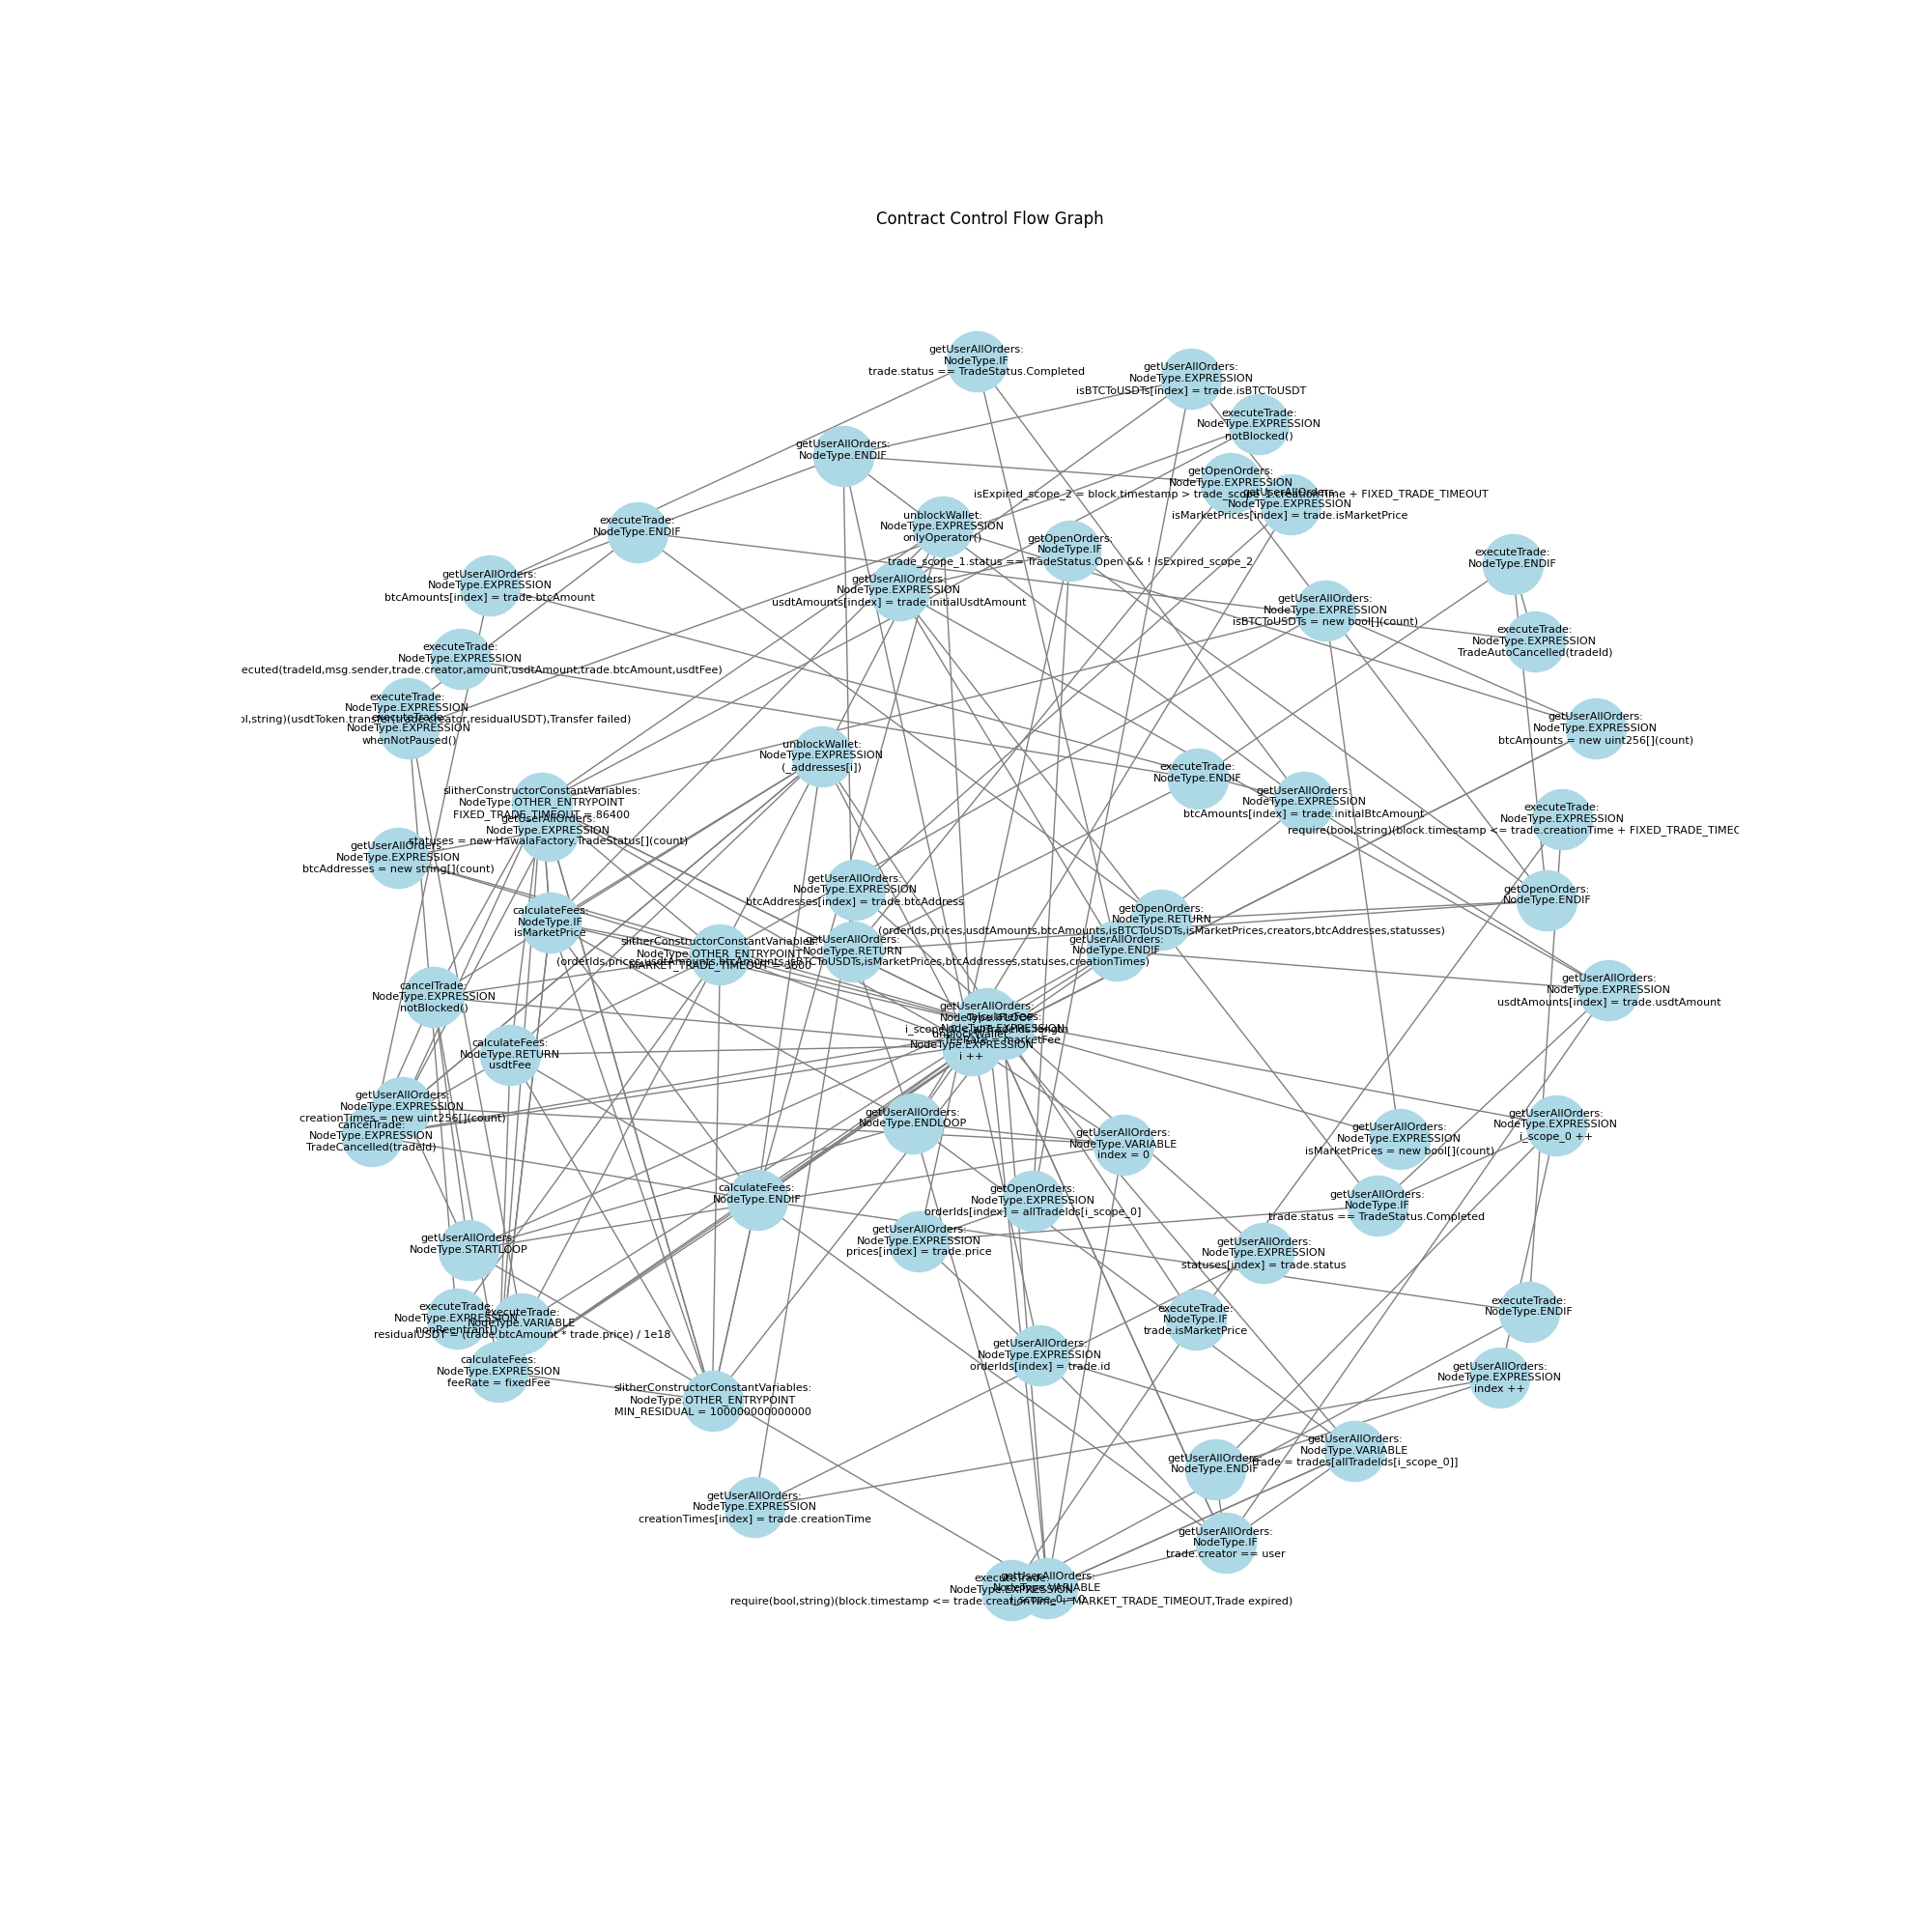 Contract Control Flow Graph
getUserAllOrders:
NodeType.IF
trade.status == TradeStatus.Completed
getUserAllOrders:
NodeType.EXPRESSION
isBTCToUSDTs[index] = trade.isBTCToUSDT
executeTrade:
NodeType.EXPRESSION
notBlocked()
getUserAllOrders:
NodeType.ENDIF
getOpenOrders:
NodeType.EXPRESSION
isExpired_scope_2 = block.timestamp > trade_scope_1.creationTime + FIXED_TRADE_TIMEOUT
getUserAllOrders:
NodeType.EXPRESSION
isMarketPrices[index] = trade.isMarketPrice
executeTrade:
NodeType.ENDIF
unblockWallet:
NodeType.EXPRESSION
onlyOperator()
getOpenOrders:
NodeType.IF
trade_scope_1.status == TradeStatus.Open && ! isExpired_scope_2
executeTrade:
NodeType.ENDIF
getUserAllOrders:
NodeType.EXPRESSION
btcAmounts[index] = trade.btcAmount
getUserAllOrders:
NodeType.EXPRESSION
usdtAmounts[index] = trade.initialUsdtAmount
getUserAllOrders:
NodeType.EXPRESSION
isBTCToUSDTs = new bool[](count)
executeTrade:
NodeType.EXPRESSION
TradeAutoCancelled(tradeId)
executeTrade:
NodeType.EXPRESSION
ecuted(tradeId,msg.sender,trade.creator,amount,usdtAmount,trade.btcAmount,usdtFee)
executeTrade:
NodeType.EXPRESSION
ol,string)(usdtToken.transfer(trade.creator,residualUSDT),Transfer failed)
executeTrade:
NodeType.EXPRESSION
whenNotPaused()
getUserAllOrders:
NodeType.EXPRESSION
btcAmounts = new uint256[](count)
unblockWallet:
NodeType.EXPRESSION
(_addresses[i])
executeTrade:
NodeType.ENDIF
getUserAllOrders:
NodeType.EXPRESSION
btcAmounts[index] = trade.initialBtcAmount
executeTrade:
NodeType.EXPRESSION
require(bool,string)(block.timestamp <= trade.creationTime + FIXED_TRADE_TIMEC
slitherConstructorConstantVariables:
NodeType.OTHER_ENTRYPOINT
FIXED_TRADE_TIMEOUT = 86400
getUserAllOrders:
NodeType.EXPRESSION
statuses = new HawalaFactory.TradeStatus[](count)
getUserAllOrders:
NodeType.EXPRESSION
btcAddresses = new string[](count)
getUserAllOrders:
NodeType.EXPRESSION
btcAddresses[index] = trade.btcAddress
getOpenOrders:
NodeType.ENDIF
calculateFees:
NodeType.IF
isMarketPrice
getOpenOrders:
NodeType.RETURN
(orderIds,prices,usdtAmounts,btcAmounts,isBTCToUSDTs,isMarketPrices,creators,btcAddresses,statusses)
slitherConstructorConstantVariables:
NodeType.OTHER_ENTRYPOINT
MARKET_TRADE_TIMEOUT = 3600
getUserAllOrders:
NodeType.RETURN
(orderIds,prices,usdtAmounts,btcAmounts,isBTCToUSDTs,isMarketPrices,btcAddresses,statuses,creationTimes)
getUserAllOrders:
NodeType.ENDIF
cancelTrade:
NodeType.EXPRESSION
notBlocked()
getUserAllOrders:
NodeType.EXPRESSION
usdtAmounts[index] = trade.usdtAmount
getUserAllOrders:
NodeType.IFLOOP
i_scope_0 < allTradeIds.length
calculateFees:
NodeType.EXPRESSION
feeRate = marketFee
unblockWallet:
NodeType.EXPRESSION
i ++
calculateFees:
NodeType.RETURN
usdtFee
getUserAllOrders:
NodeType.EXPRESSION
creationTimes = new uint256[](count)
cancelTrade:
NodeType.EXPRESSION
TradeCancelled(tradeId)
getUserAllOrders:
NodeType.ENDLOOP
getUserAllOrders:
NodeType.VARIABLE
index = 0
getUserAllOrders:
NodeType.EXPRESSION
isMarketPrices = new bool[](count)
getUserAllOrders:
NodeType.EXPRESSION
i_scope_0 ++
calculateFees:
NodeType.ENDIF
getOpenOrders:
NodeType.EXPRESSION
orderIds[index] = allTradeIds[i_scope_0]
getUserAllOrders:
NodeType.IF
trade.status == TradeStatus.Completed
getUserAllOrders:
NodeType.STARTLOOP
getUserAllOrders:
NodeType.EXPRESSION
prices[index] = trade.price
getUserAllOrders:
NodeType.EXPRESSION
statuses[index] = trade.status
executeTrade:
NodeType.EXPRESSION
nonReentrant()
executeTrade:
NodeType.VARIABLE
residualUSDT = (trade.btcAmount * trade.price) / 1e18
executeTrade:
NodeType.IF
trade.isMarketPrice
executeTrade:
NodeType.ENDIF
calculateFees:
NodeType.EXPRESSION
feeRate = fixedFee
getUserAllOrders:
NodeType.EXPRESSION
orderIds[index] = trade.id
getUserAllOrders:
NodeType.EXPRESSION
index ++
slitherConstructorConstantVariables:
NodeType.OTHER_ENTRYPOINT
MIN_RESIDUAL = 100000000000000
getUserAllOrders:
NodeType.VARIABLE
trade = trades[allTradeIds[i_scope_0]]
getUserAllOrders:
NodeType.ENDIF
getUserAllOrders:
NodeType.EXPRESSION
creationTimes[index] = trade.creationTime
getUserAllOrders:
NodeType.IF
trade.creator == user
executeTrade:
NodeType.EXPRESSION
require(bool,string)(block.timestamp <= trade.creationTime + MARKET_TRADE_TIMEOUT,Trade expired)
getUserAllOrders:
NodeType.VARIABLE
i_scope_0 = 0